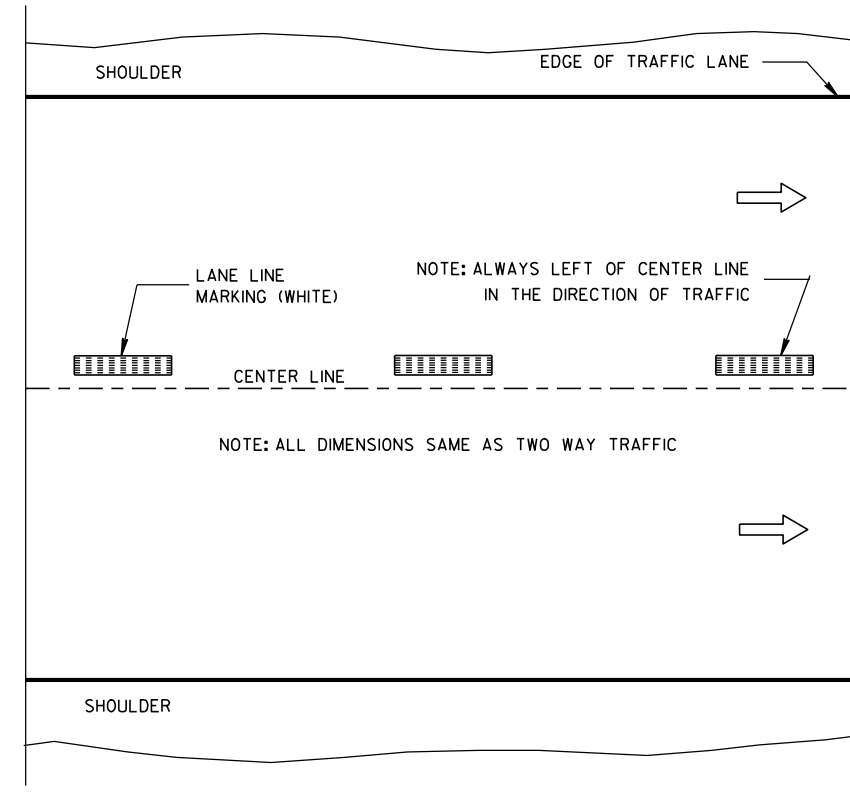 SHOULDER
EDGE OF TRAFFIC LANE
LANE LINE
MARKING (WHITE)
NOTE: ALWAYS LEFT OF CENTER LINE
IN THE DIRECTION OF TRAFFIC
CENTER LINE
NOTE: ALL DIMENSIONS SAME AS TWO WAY TRAFFIC
SHOULDER